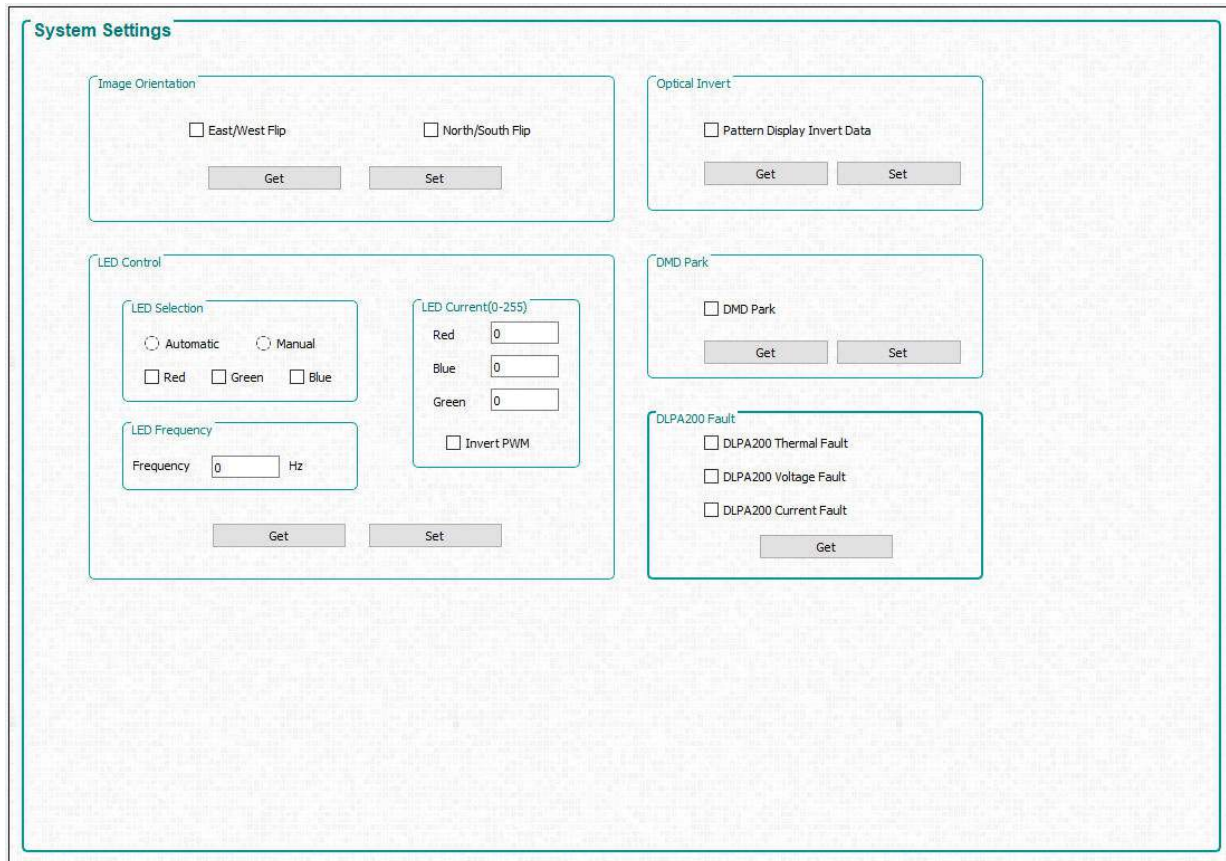 System Settings
Image Orientation
East/West Flip
North/South Flip
Get
Set
Optical Invert
Pattern Display Invert Data
Get
Set
LED Control
LED Selection
Automatic
Manual
Red
Green
Blue
LED Frequency
Frequency
0
Hz
LED Current(0-255)
Red
0
Blue
0
Green
0
Invert PWM
Get
Set
DMD Park
DMD Park
Get
Set
DLPA200 Fault
DLPA200 Thermal Fault
DLPA200 Voltage Fault
DLPA200 Current Fault
Get